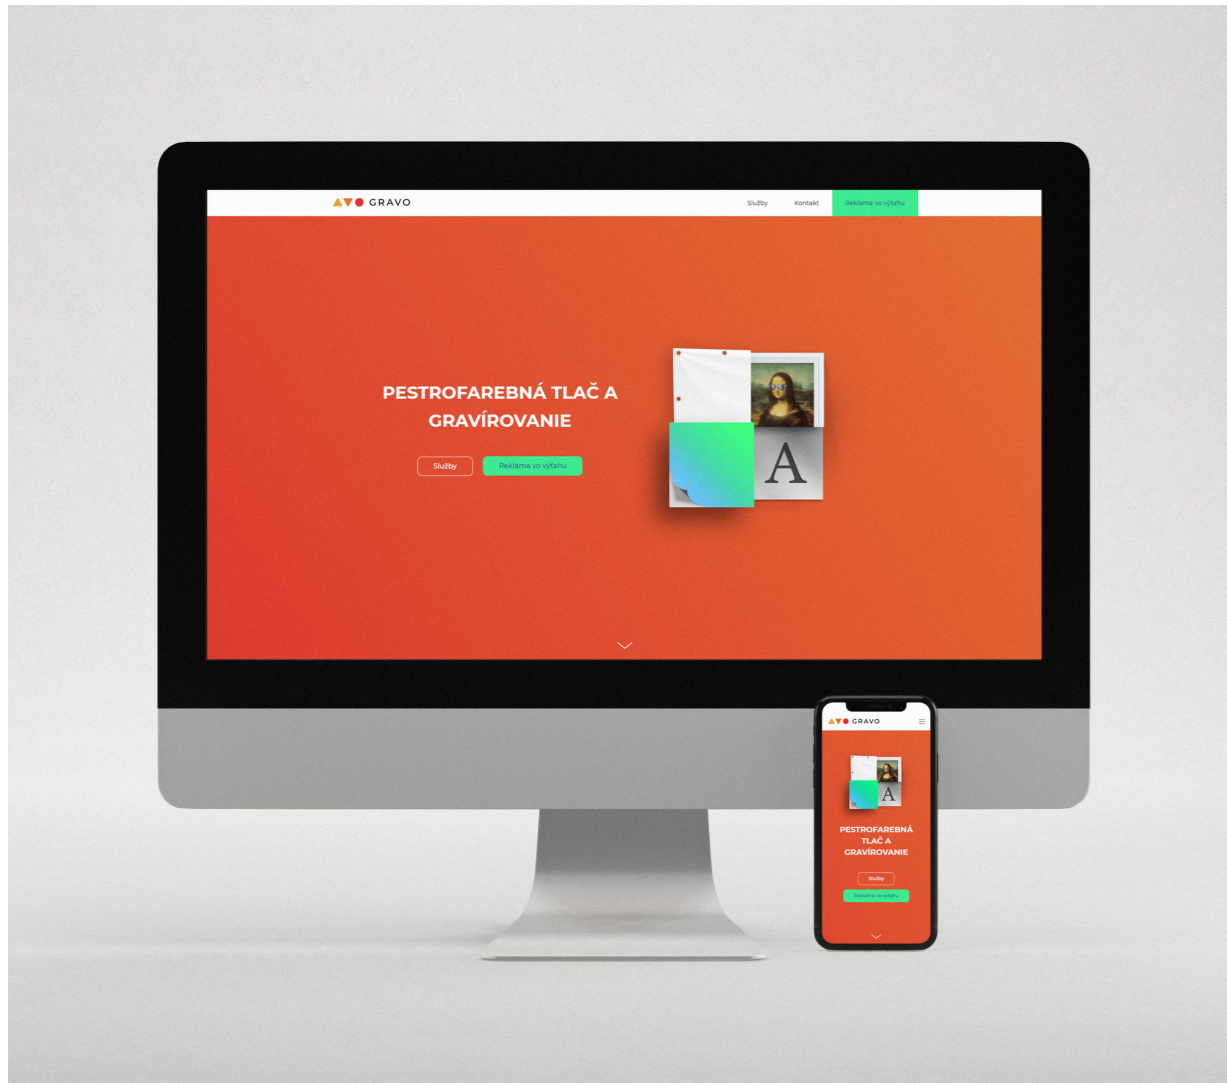 GRAVO
Služby Kontakt Reklama vo výťahu
PESTROFAREBNÁ TLAČ A
GRAVÍROVANIE
Služby Reklama vo výťahu
A
GRAVO
A
PESTROFAREBNÁ
TLAČ A
GRAVÍROVANIE
Služby
Reklama vo výťahu